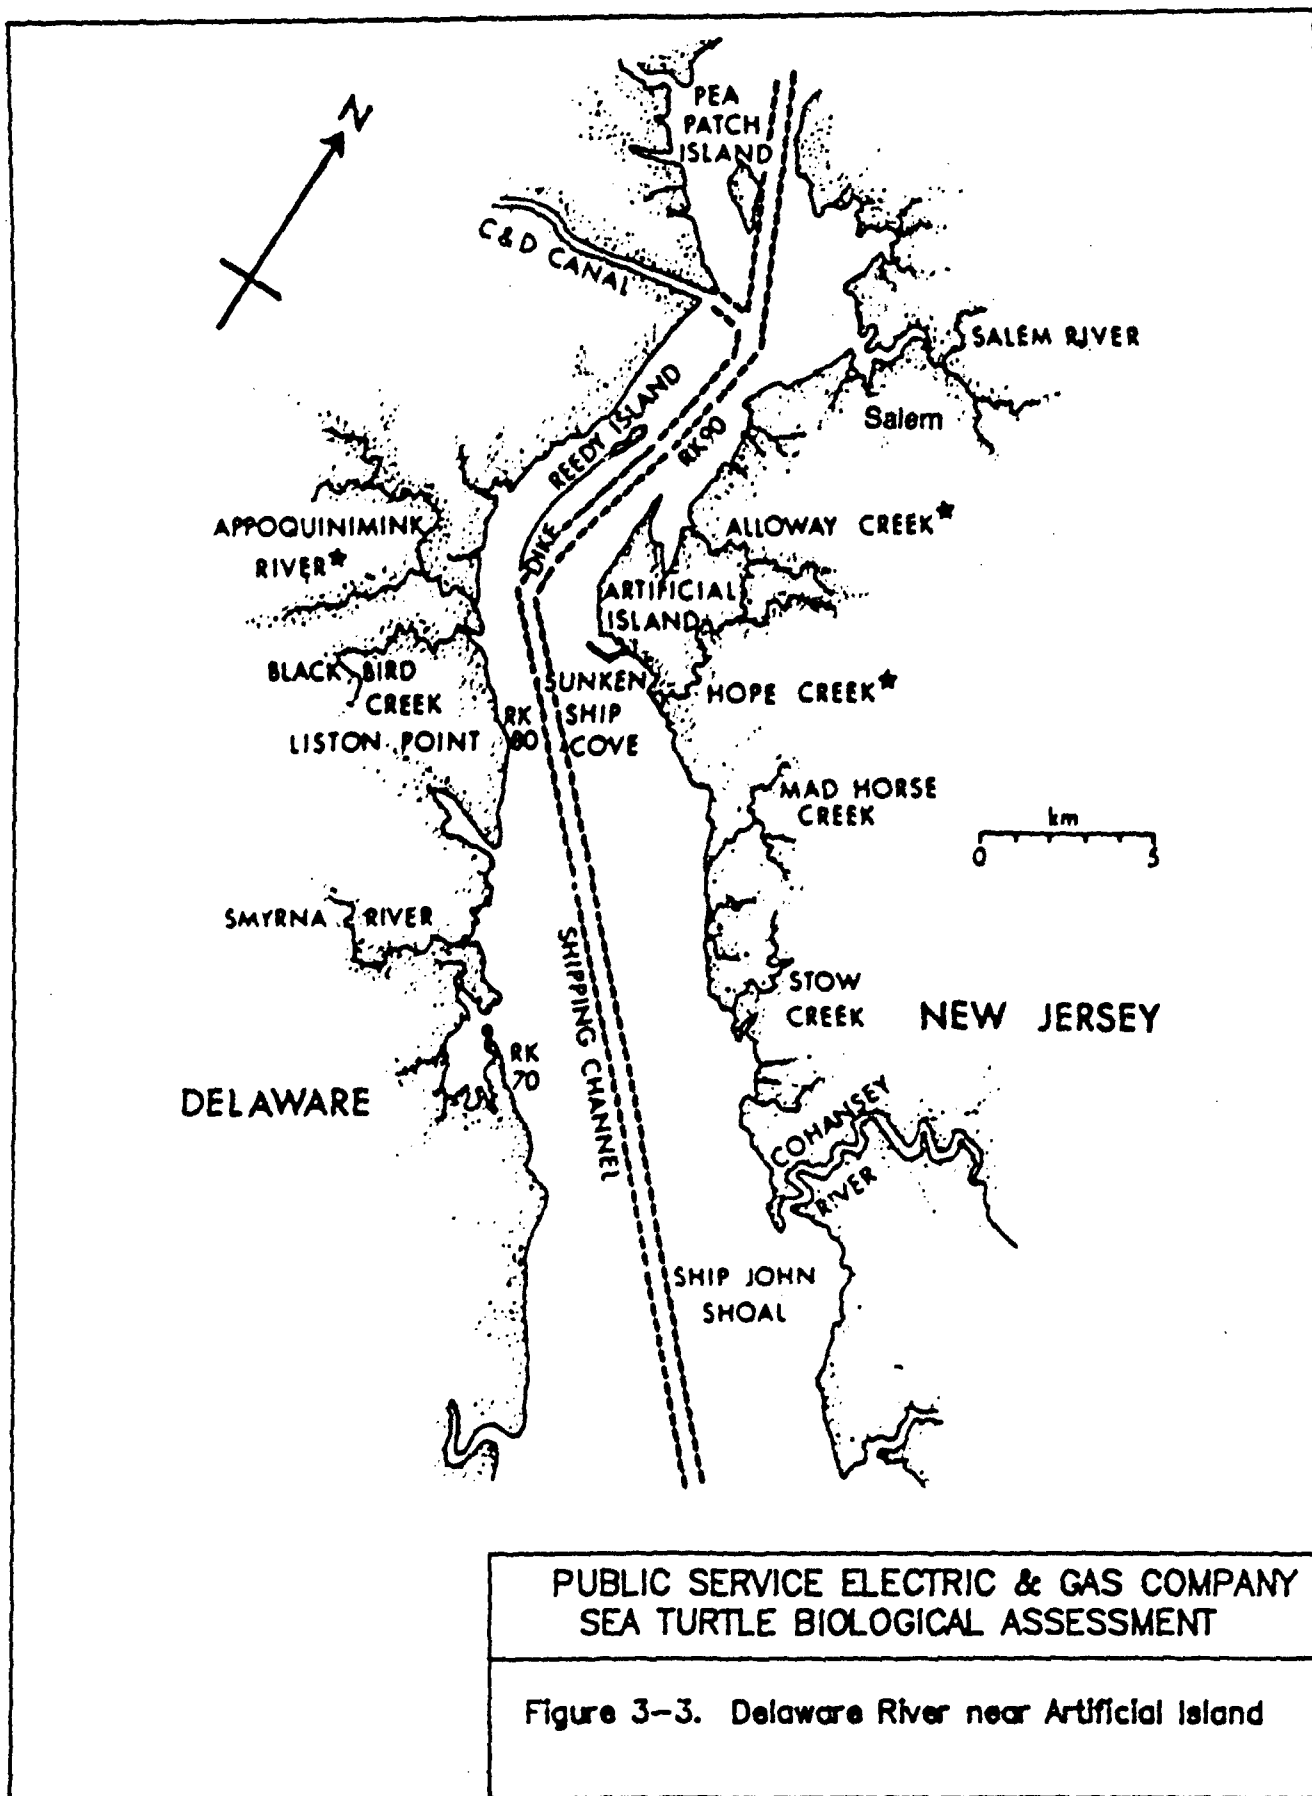 N
PEA
PATCH
ISLAND
C&D CANAL
SALEM RIVER
Salem
REEDY ISLAND
RK 90
DIKE
APPOQUINIMINK
RIVER*
ALLOWAY CREEK*
ARTIFICIAL
ISLAND
BLACK BIRD
CREEK
HOPE CREEK*
SUNKEN
SHIP
COVE
RK
80
LISTON POINT
MAD HORSE
CREEK
km
0 5
SMYRNA RIVER
SHIPPING CHANNEL
STOW
CREEK
NEW JERSEY
RK
70
DELAWARE
COHANSEY
RIVER
SHIP JOHN
SHOAL
PUBLIC SERVICE ELECTRIC & GAS COMPANY
SEA TURTLE BIOLOGICAL ASSESSMENT
Figure 3-3. Delaware River near Artificial Island